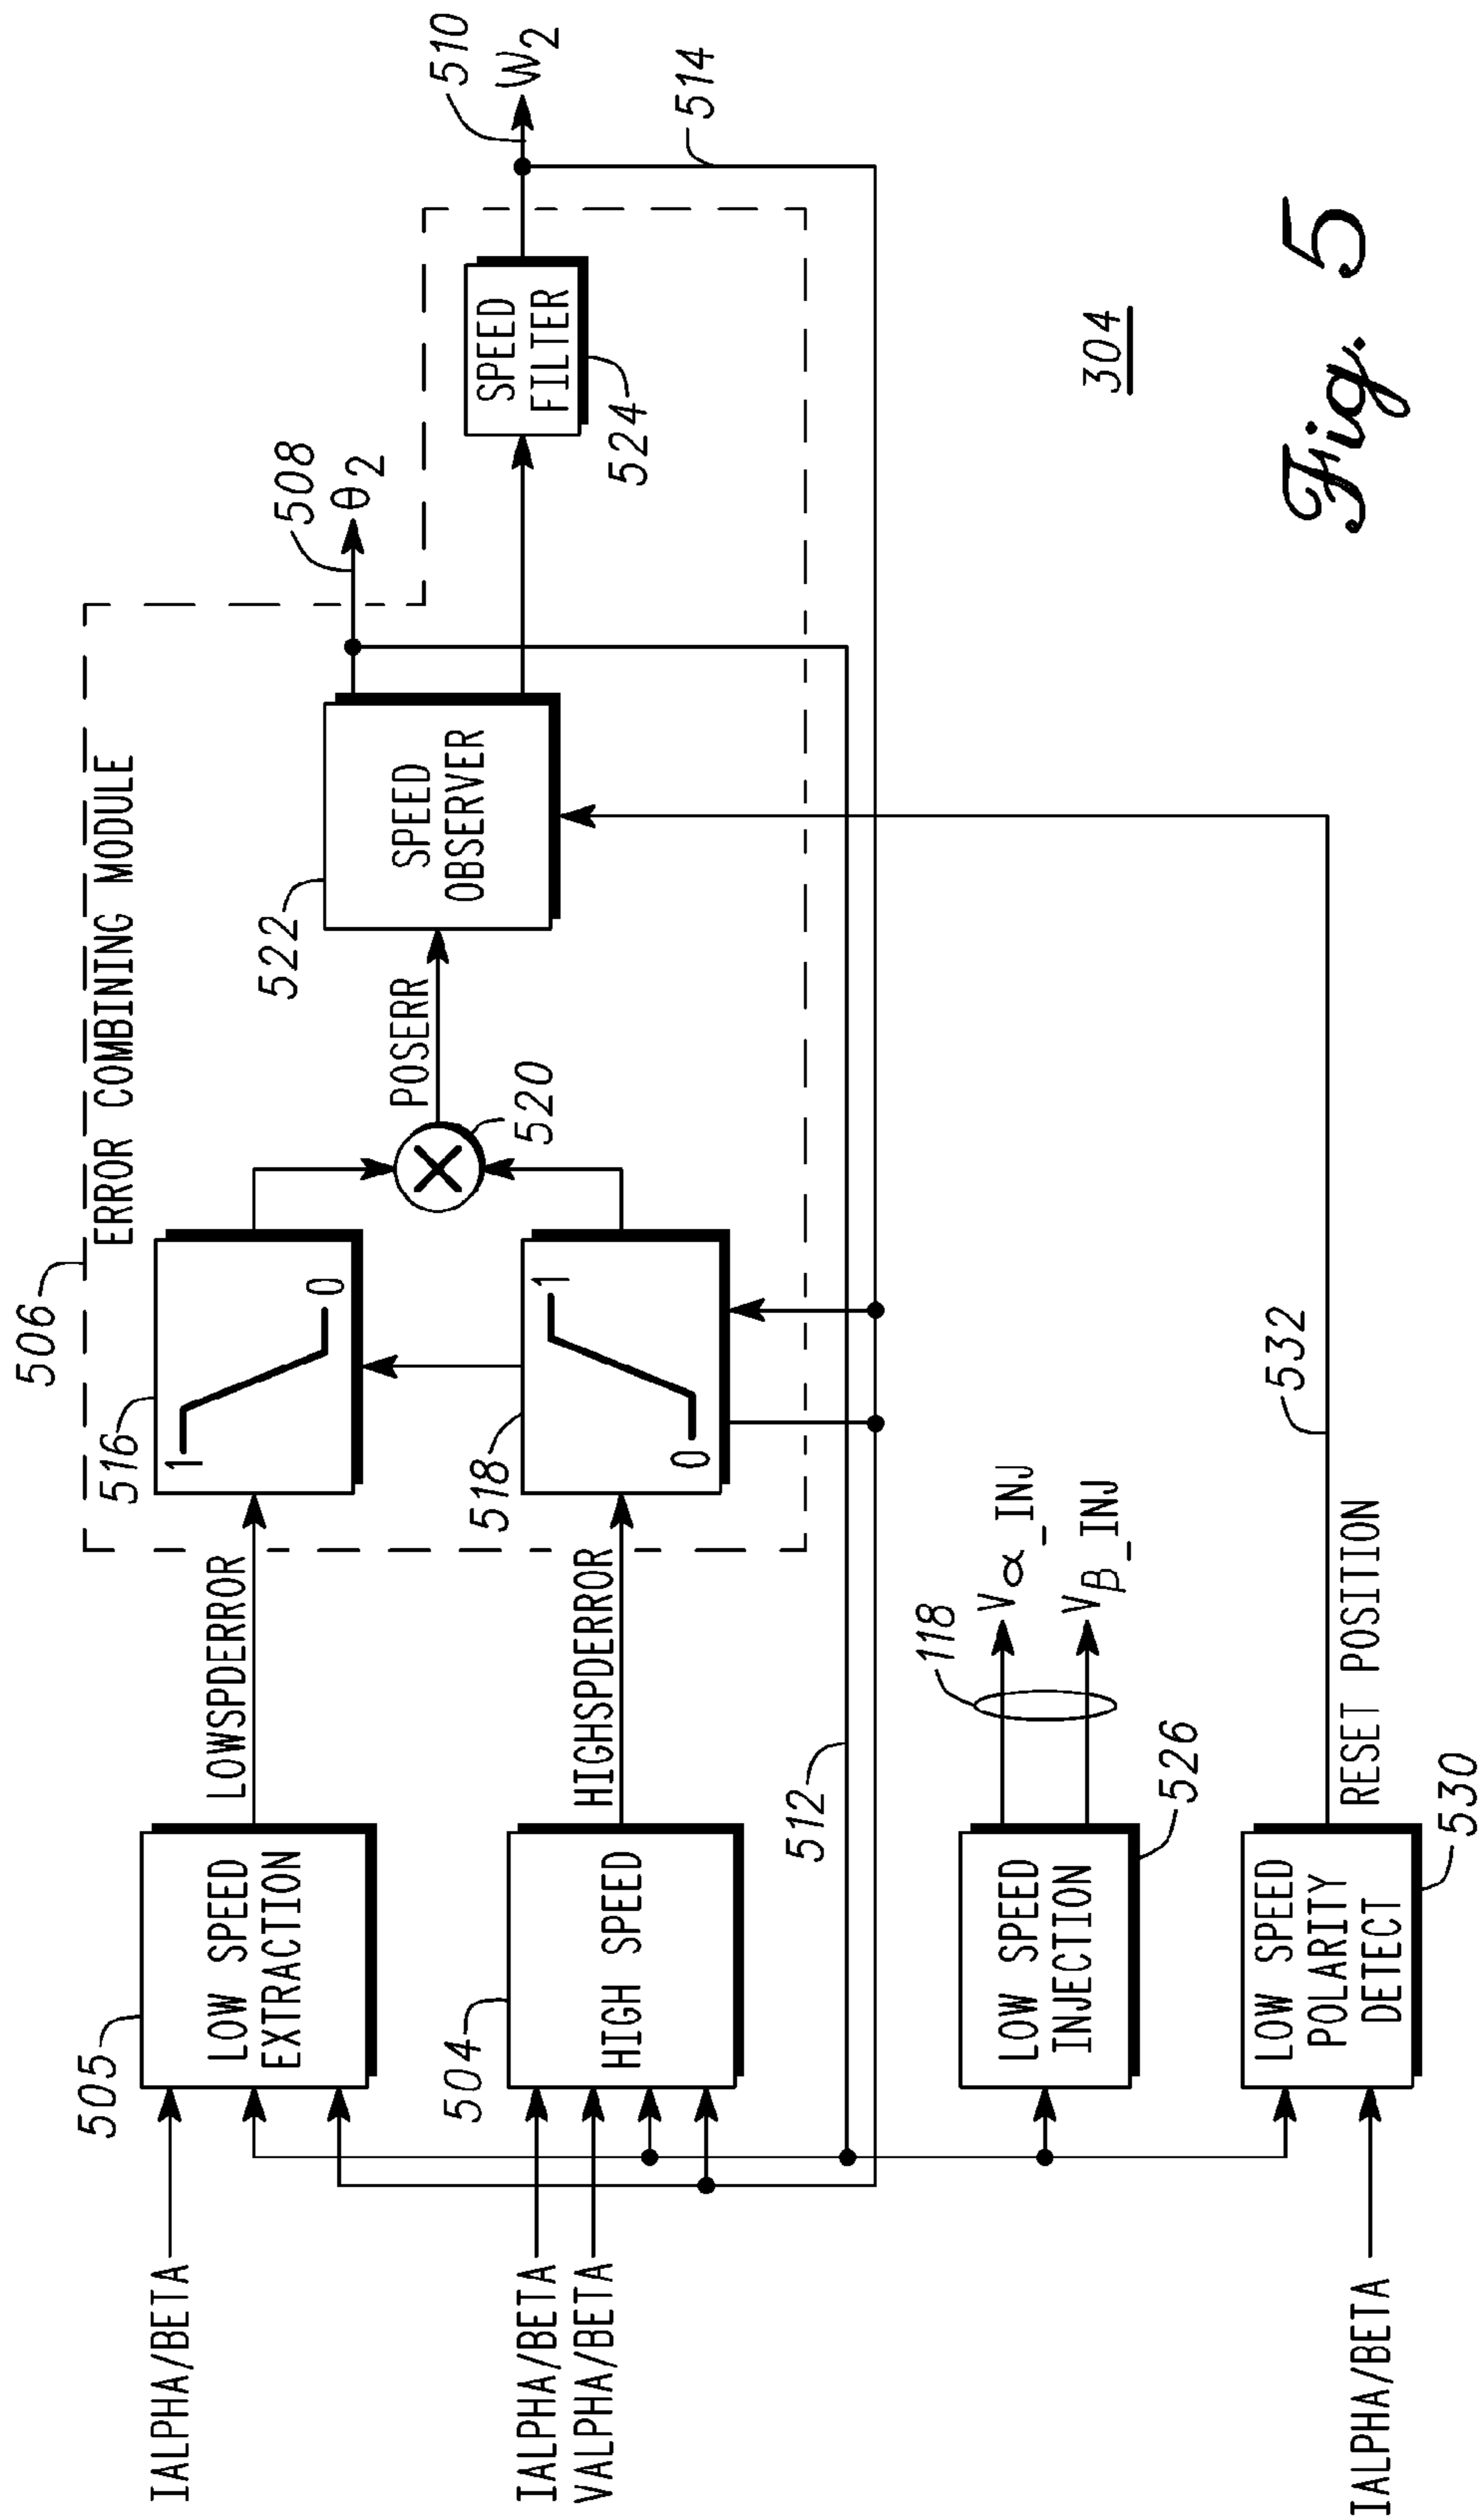 506
ERROR COMBINING MODULE
516
1
0
505
LOW SPEED
EXTRACTION
IALPHA/BETA
LOWSPDERROR
522
SPEED
OBSERVER
508
θ2
POSERR
520
510
W2
SPEED
FILTER
524
514
518
1
0
504
HIGH SPEED
IALPHA/BETA
VALPHA/BETA
HIGHSPDERROR
512
118
V∝_INJ
VB_INJ
LOW SPEED
INJECTION
526
304
532
LOW SPEED
POLARITY
DETECT
530
RESET POSITION
IALPHA/BETA
Fig. 5